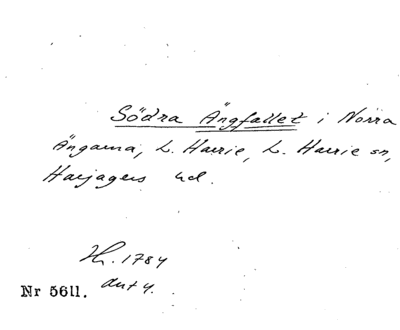 Södra Ängfallet i Norra
Ängarna, L. Harrie, L. Harrie sn,
Harjagers hd.
1784
Nr 5611.